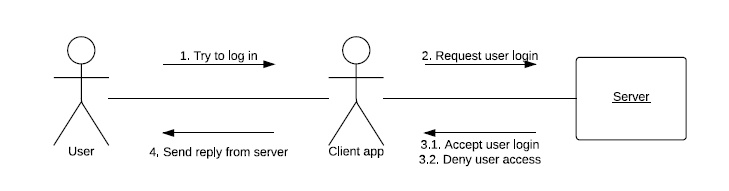 1. Try to log in
2. Request user login
Server
4, Send reply from server
3.1. Accept user login
3.2. Deny user access
User
Client app